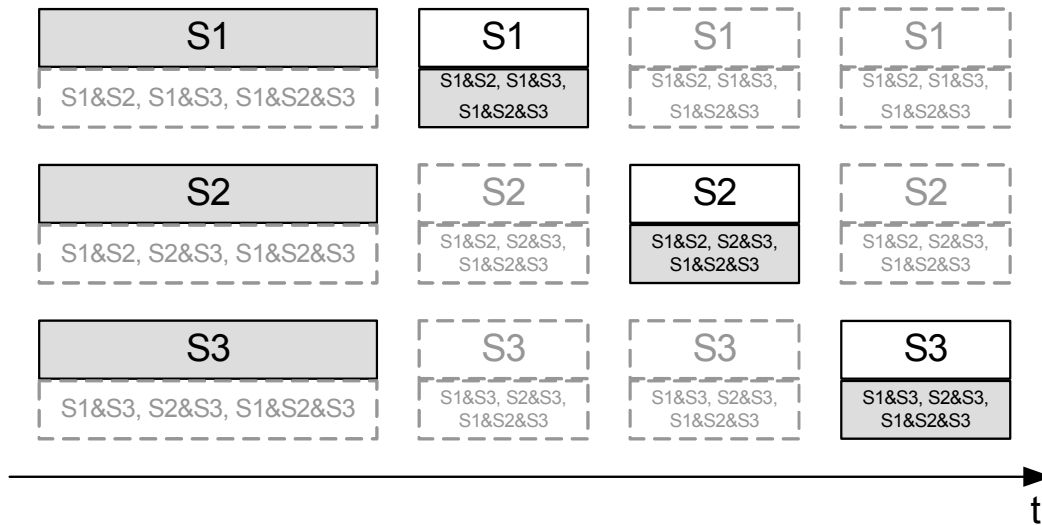 S1 S1 S1 S1
S1&S2, S1&S3, S1&S2&S3 S1&S2, S1&S3, S1&S2, S1&S3, S1&S2, S1&S3,
S1&S2&S3 S1&S2&S3 S1&S2&S3
S2 S2 S2 S2
S1&S2, S2&S3, S1&S2&S3 S1&S2, S2&S3, S1&S2, S2&S3, S1&S2, S2&S3,
S1&S2&S3 S1&S2&S3 S1&S2&S3
S3 S3 S3 S3
S1&S3, S2&S3, S1&S2&S3 S1&S3, S2&S3, S1&S3, S2&S3, S1&S3, S2&S3,
S1&S2&S3 S1&S2&S3 S1&S2&S3
t